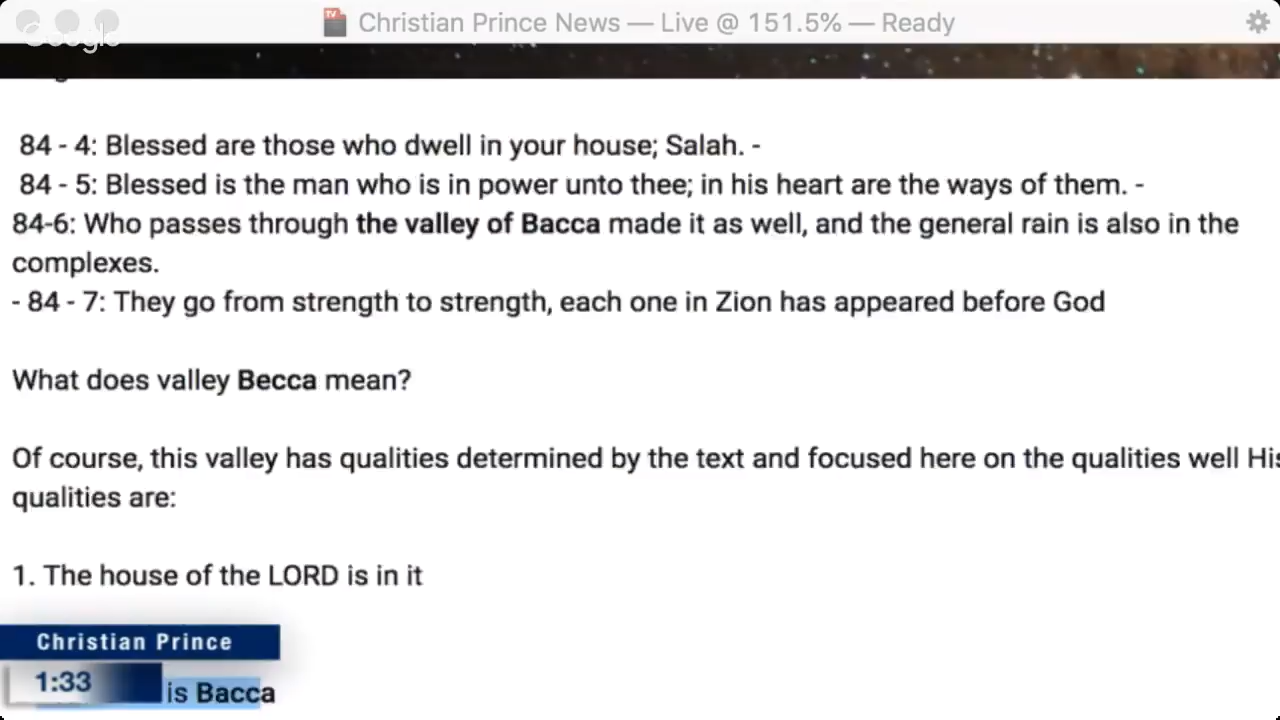 Christian Prince News — Live @ 151.5% — Ready
Google
84 - 4: Blessed are those who dwell in your house; Salah. -
84 - 5: Blessed is the man who is in power unto thee; in his heart are the ways of them. -
84-6: Who passes through the valley of Bacca made it as well, and the general rain is also in the
complexes.
- 84 - 7: They go from strength to strength, each one in Zion has appeared before God
What does valley Becca mean?
Of course, this valley has qualities determined by the text and focused here on the qualities well His
qualities are:
1. The house of the LORD is in it
Christian Prince
1:33
is Bacca